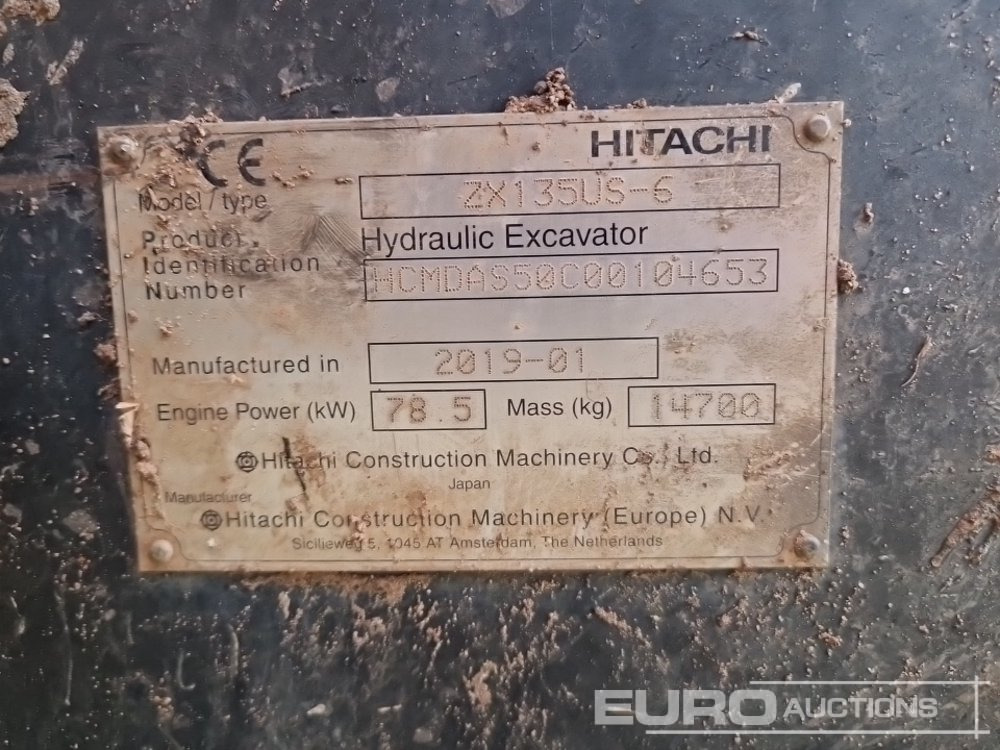 CE HITACHI
Model / type ZX135US-6
Product Hydraulic Excavator
Identification
Number HCMDAS50C00104653
Manufactured in 2019-01
Engine Power (kW) 78.5 Mass (kg) 14700
Hitachi Construction Machinery Co., Ltd.
Japan
Manufacturer
Hitachi Construction Machinery (Europe) N.V.
Sicilieweg 5, 1045 AT Amsterdam, The Netherlands
EURO AUCTIONS